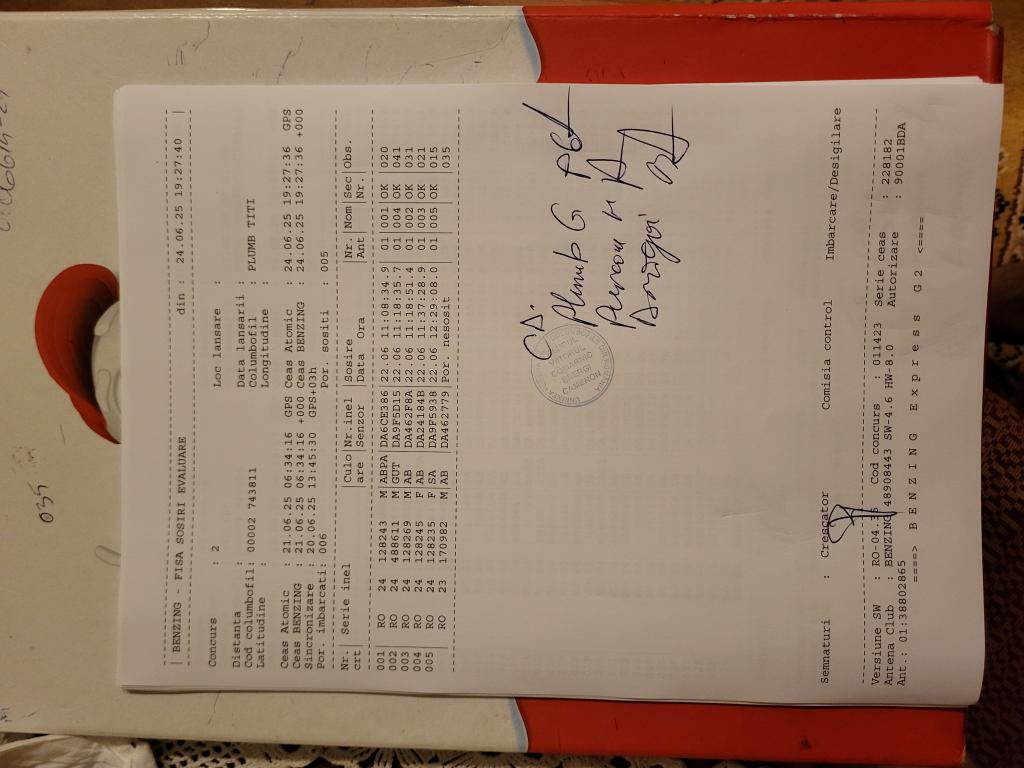 | BENZING - FISA SOSIRI EVALUARE din : 24.06.25 19:27:40 |
Concurs : 2 Loc lansare :
Distanta : Data lansarii :
Cod columbofil: 00002 743811 Columbofil : PLUMB TITI
Latitudine : Longitudine :
Ceas Atomic : 21.06.25 06:34:16 GPS Ceas Atomic : 24.06.25 19:27:36 GPS
Ceas BENZING : 21.06.25 06:34:16 +000 Ceas BENZING : 24.06.25 19:27:36 +000
Sincronizare : 20.06.25 13:45:30 GPS+03h
Por. imbarcati: 006 Por. sositi : 005
Nr.| Serie inel |Culo|Nr.inel |Sosire |Nr. |Nom|Sec|Obs.
crt| |are |Senzor |Data Ora |Ant | |Nr.|
001 | RO 24 128243 M ABPA |DA6CE386|22.06 11:08:34.9| 01 |001|OK |020
002 | RO 24 488611 M GUT |DA9F5D15|22.06 11:18:35.7| 01 |004|OK |041
003 | RO 24 128269 M AB |DA462F8A|22.06 11:18:51.4| 01 |002|OK |031
004 | RO 24 128245 F AB |DA24184B|22.06 11:37:28.9| 01 |003|OK |021
005 | RO 24 128235 F SA |DA9F5938|22.06 12:29:08.0| 01 |005|OK |015
| RO 23 170982 M AB |DA462779|Por. nesosit | | | |035
Plumb G
Semnaturi : Crescator Comisia control Imbarcare/Desigilare
Versiune SW : RO-04. Cod concurs : 011423 Serie ceas : 228182
Antena Club : BENZING 48908443 SW-4.6 HW-8.0 Autorizare : 90001BDA
Ant.: 01:38802865
====> B E N Z I N G E x p r e s s G 2 <====
035